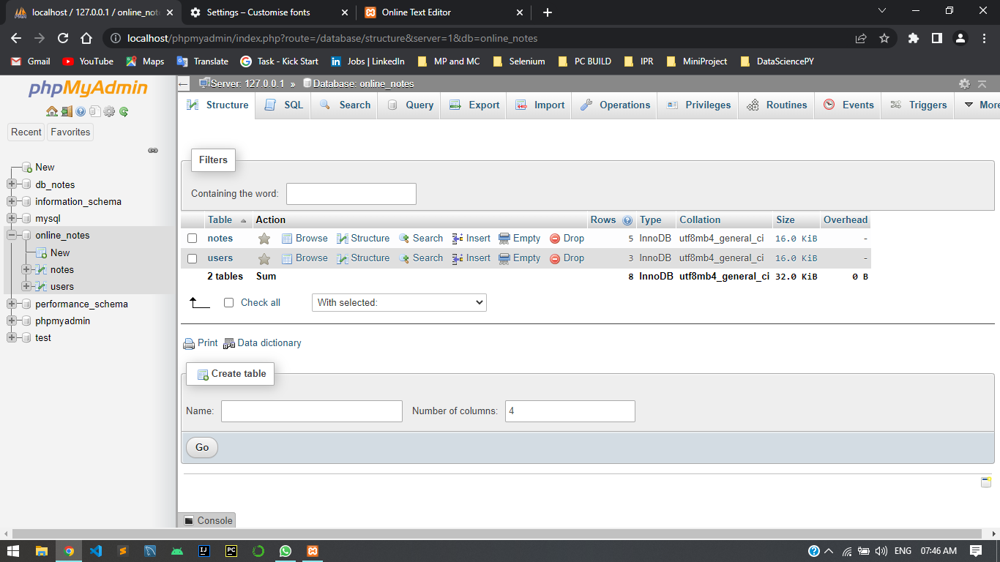 localhost / 127.0.0.1 / online_not
Settings – Customise fonts
Online Text Editor
localhost/phpmyadmin/index.php?route=/database/structure&server=1&db=online_notes
Gmail YouTube Maps Translate Task - Kick Start Jobs | LinkedIn MP and MC Selenium PC BUILD IPR MiniProject DataSciencePY
phpMyAdmin
Recent Favorites
New
db_notes
information_schema
mysql
online_notes
New
notes
users
performance_schema
phpmyadmin
test
Server: 127.0.0.1 » Database: online_notes
Structure SQL Search Query Export Import Operations Privileges Routines Events Triggers More
Filters
Containing the word:
Table Action Rows Type Collation Size Overhead
notes Browse Structure Search Insert Empty Drop 5 InnoDB utf8mb4_general_ci 16.0 KiB -
users Browse Structure Search Insert Empty Drop 3 InnoDB utf8mb4_general_ci 16.0 KiB -
2 tables Sum 8 InnoDB utf8mb4_general_ci 32.0 KiB 0 B
Check all With selected:
Print Data dictionary
Create table
Name: Number of columns: 4
Go
Console
IJ PC ENG 07:46 AM